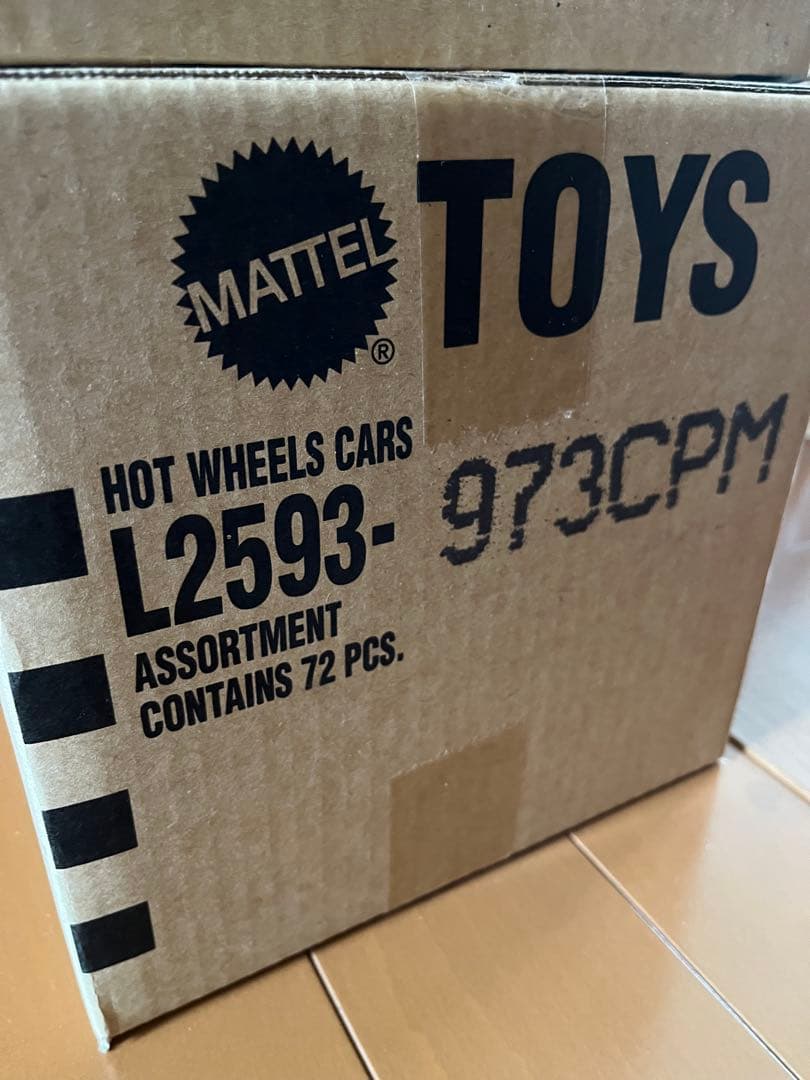 MATTEL® TOYS
HOT WHEELS CARS
L2593- 973CPM
ASSORTMENT
CONTAINS 72 PCS.